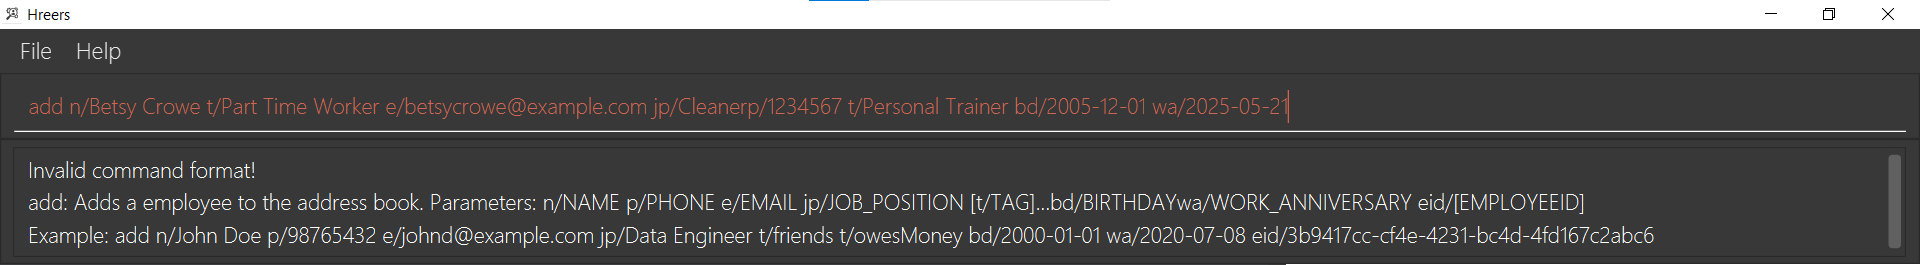 Hreers
File Help
add n/Betsy Crowe t/Part Time Worker e/betsycrowe@example.com jp/Cleanerp/1234567 t/Personal Trainer bd/2005-12-01 wa/2025-05-21
Invalid command format!
add: Adds a employee to the address book. Parameters: n/NAME p/PHONE e/EMAIL jp/JOB_POSITION [t/TAG]...bd/BIRTHDAYwa/WORK_ANNIVERSARY eid/[EMPLOYEEID]
Example: add n/John Doe p/98765432 e/johnd@example.com jp/Data Engineer t/friends t/owesMoney bd/2000-01-01 wa/2020-07-08 eid/3b9417cc-cf4e-4231-bc4d-4fd167c2abc6